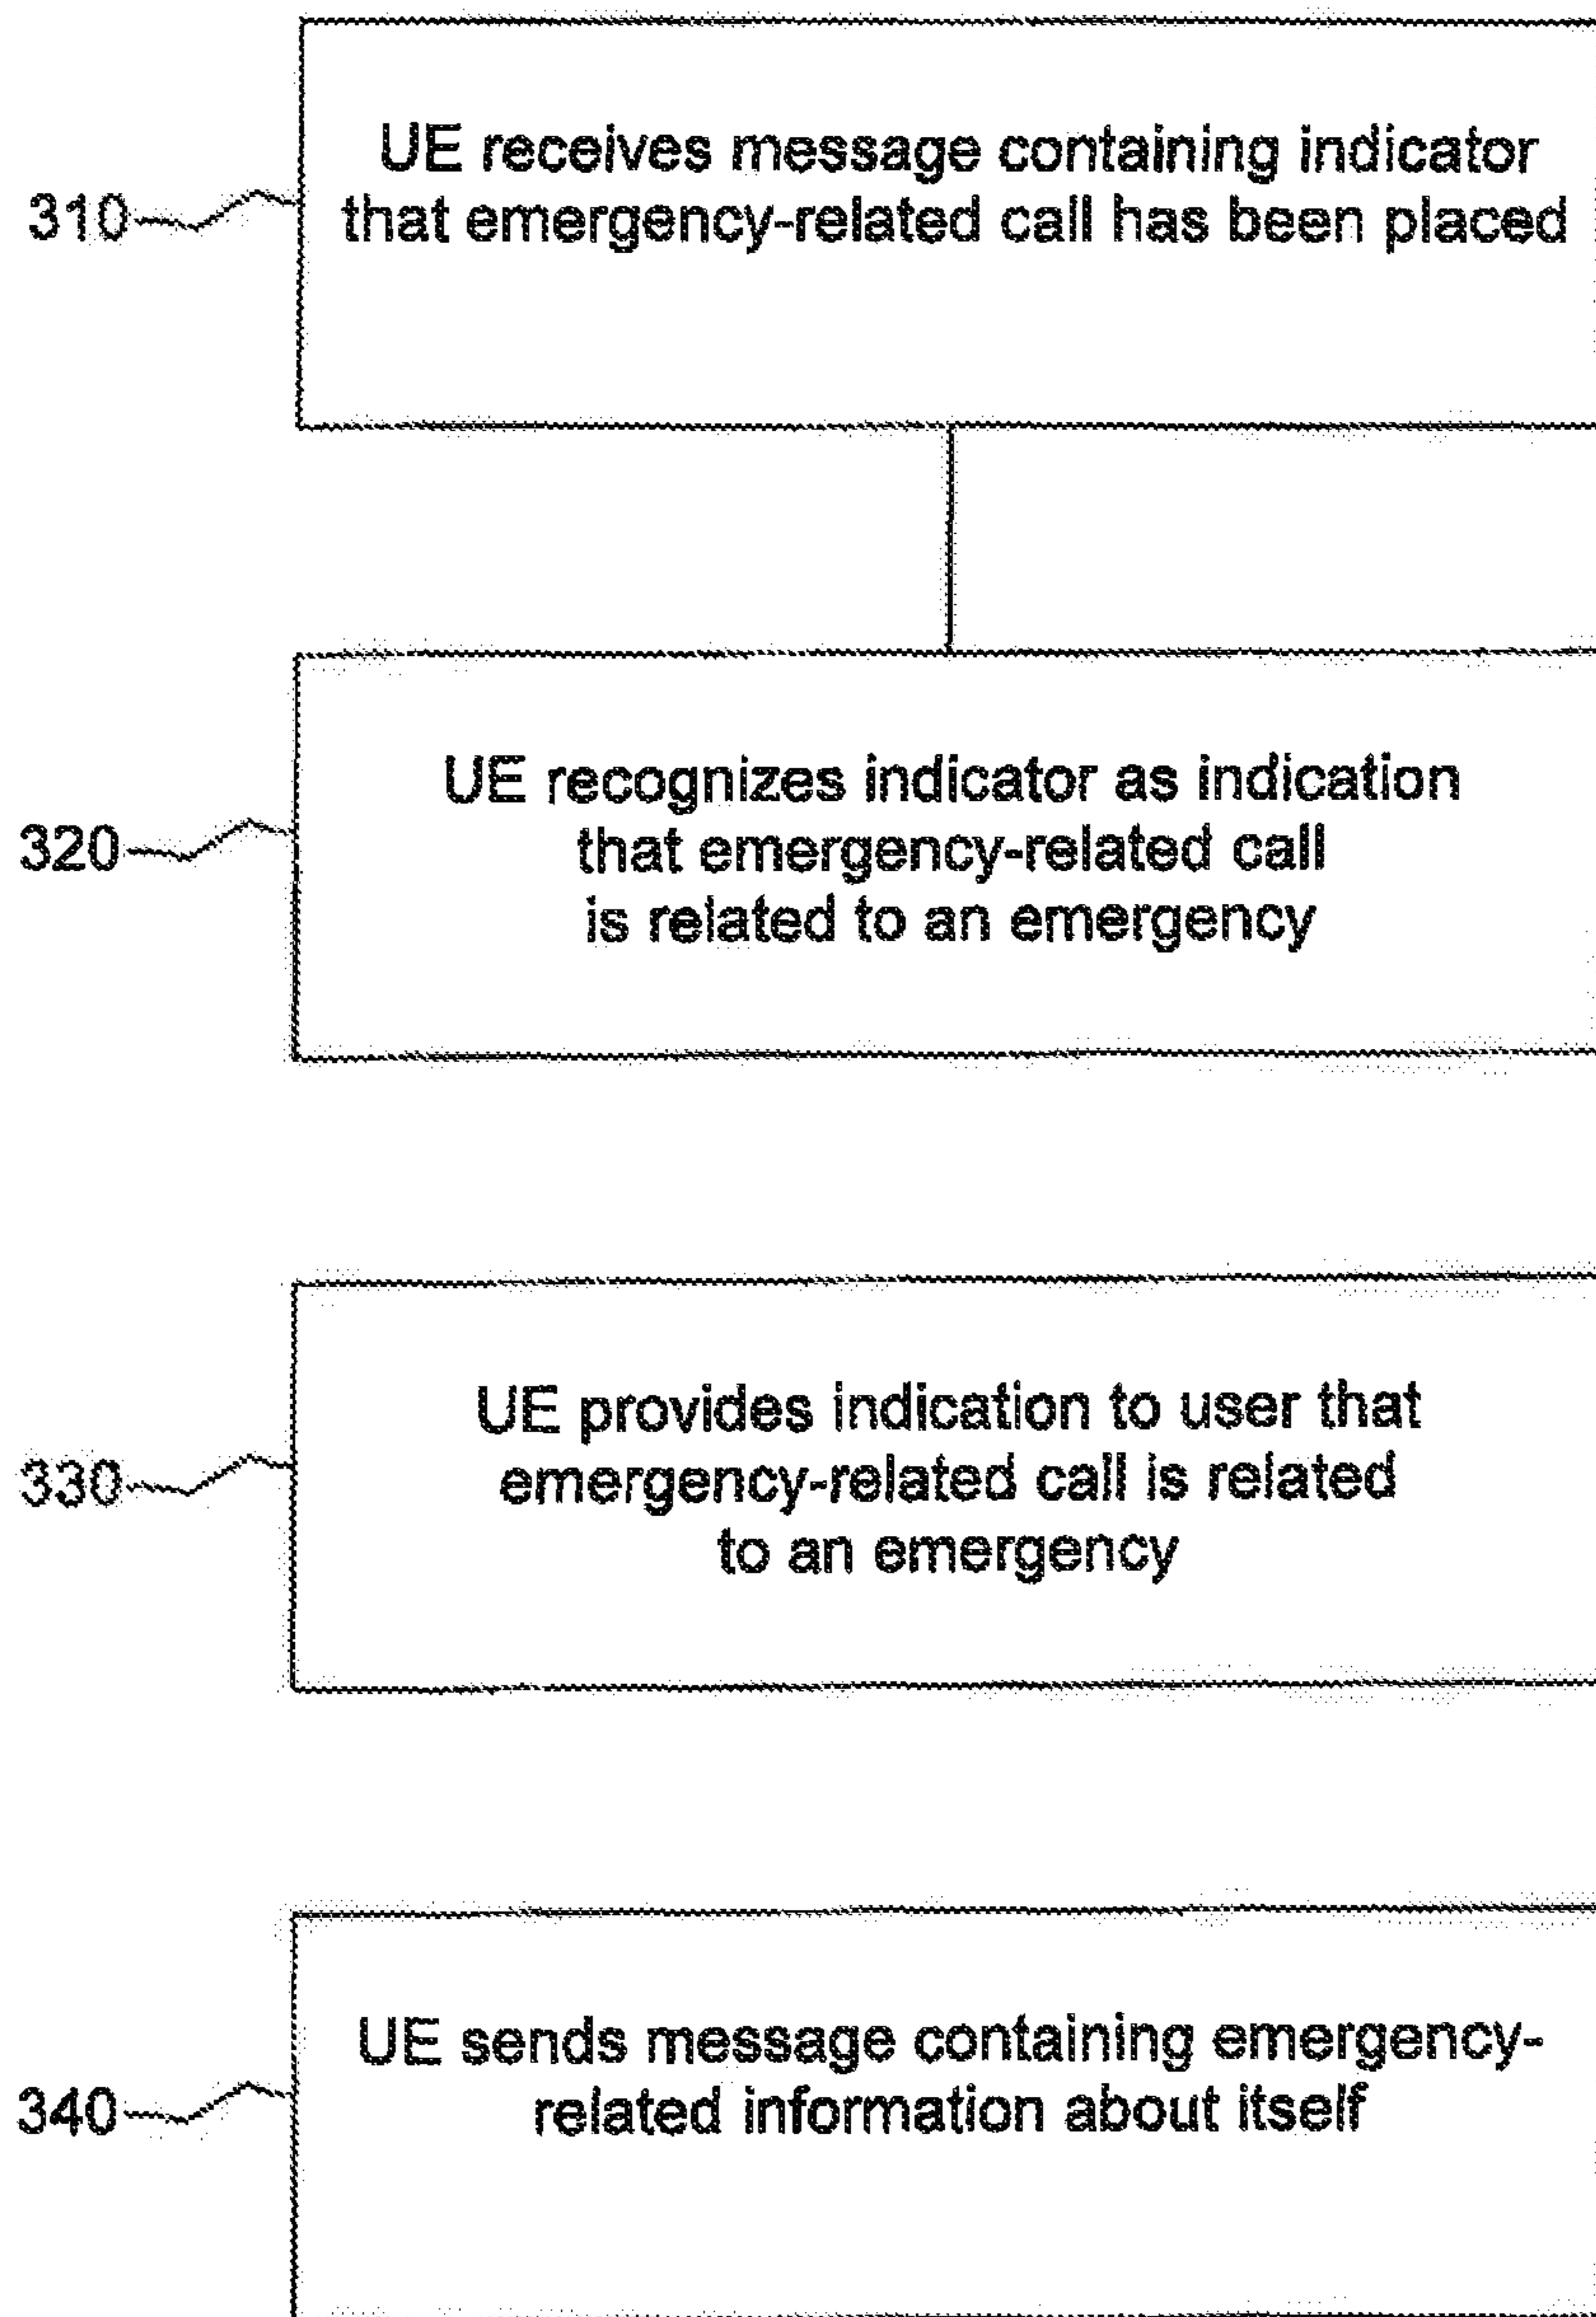 UE receives message containing indicator
310 that emergency-related call has been placed
UE recognizes indicator as indication
320 that emergency-related call
is related to an emergency
UE provides indication to user that
330 emergency-related call is related
to an emergency
UE sends message containing emergency-
340 related information about itself